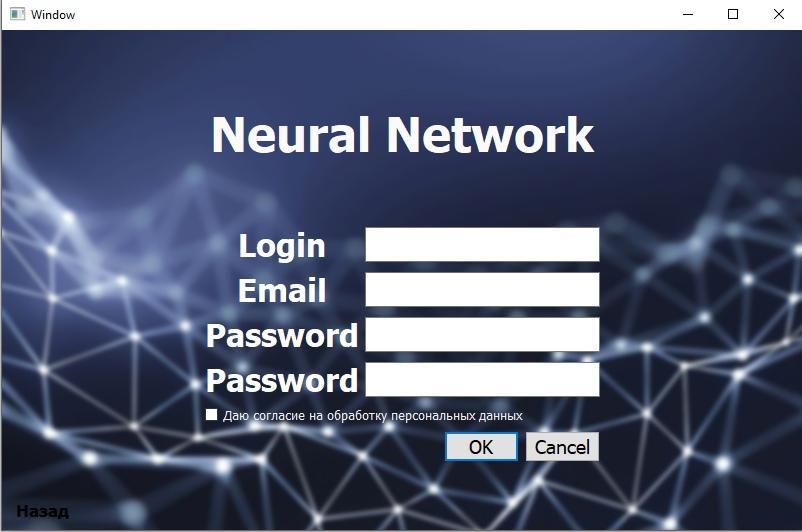 Window
Neural Network
Login
Email
Password
Password
Даю согласие на обработку персональных данных
OK Cancel
Назад